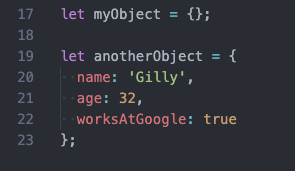 17 let myObject = {};
18
19 let anotherObject = {
20 name: 'Gilly',
21 age: 32,
22 worksAtGoogle: true
23 };